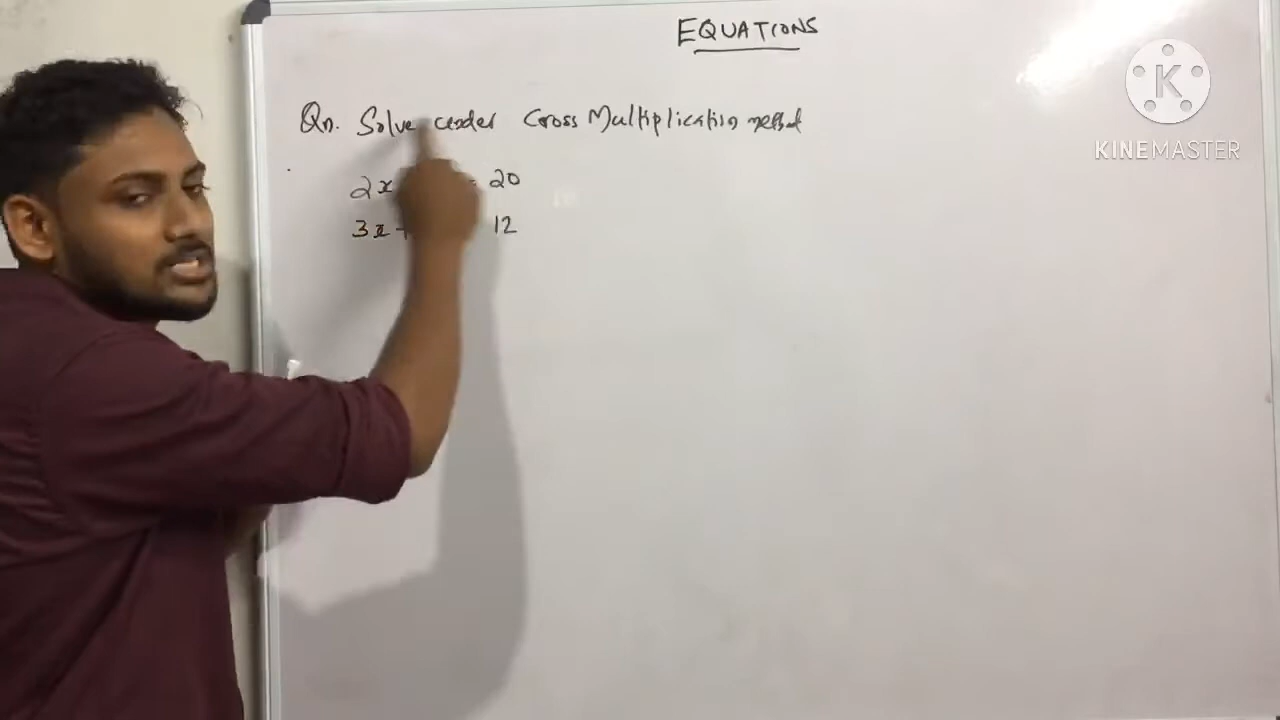 EQUATIONS
K
KINEMASTER
Qn. Solve under Cross Multiplication method
2x = 20
3x + 12